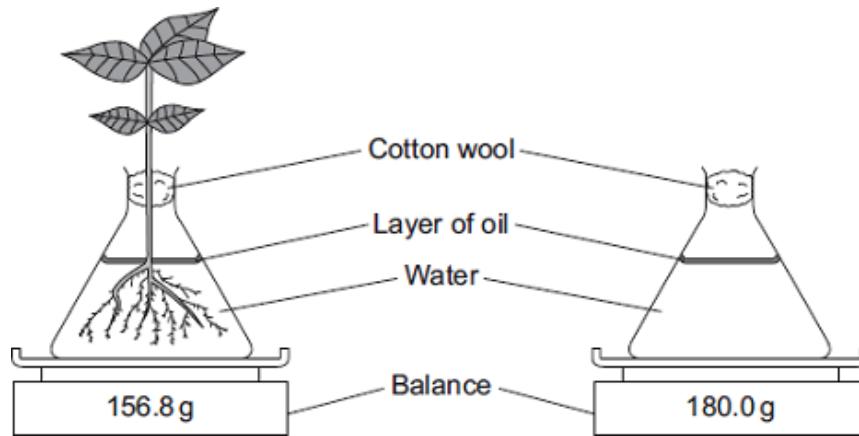 Cotton wool
Layer of oil
Water
Balance
156.8 g
180.0 g